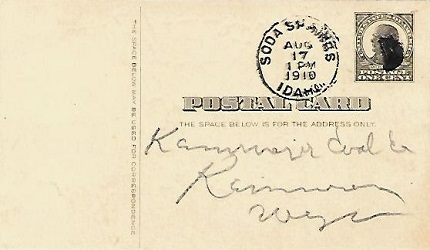 THE SPACE BELOW MAY BE USED FOR CORRESPONDENCE.
SODA SPRINGS
AUG
17
1 PM
1910
IDAHO
POSTAGE
ONE CENT
POSTAL CARD
THE SPACE BELOW IS FOR THE ADDRESS ONLY.
Kemmerer Coal Co
Kemmerer
Wyo